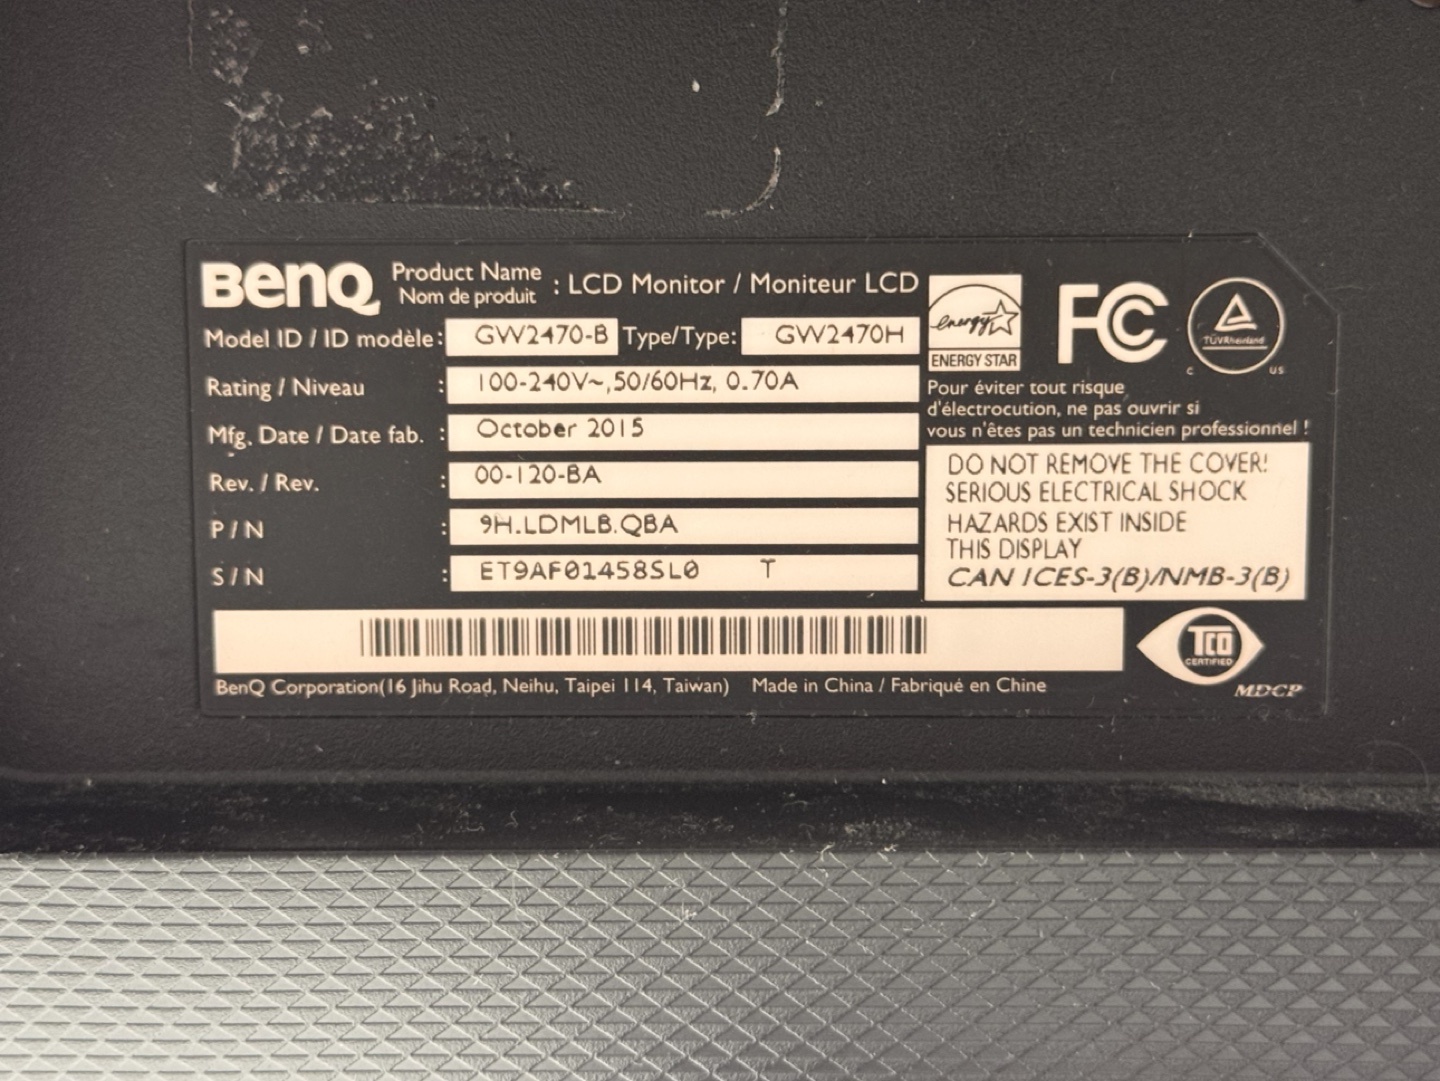 BenQ Product Name : LCD Monitor / Moniteur LCD
Nom de produit
Model ID / ID modèle: GW2470-B Type/Type: GW2470H
Rating / Niveau : 100-240V~,50/60Hz, 0.70A
Mfg. Date / Date fab. : October 2015
Rev. / Rev. : 00-120-BA
P/N : 9H.LDMLB.QBA
S/N : ET9AF01458SL0 T
BenQ Corporation(16 Jihu Road, Neihu, Taipei 114, Taiwan) Made in China / Fabriqué en Chine
energy
ENERGY STAR
FC
TÜVRheinland
C US
Pour éviter tout risque
d'électrocution, ne pas ouvrir si
vous n'êtes pas un technicien professionnel !
DO NOT REMOVE THE COVER!
SERIOUS ELECTRICAL SHOCK
HAZARDS EXIST INSIDE
THIS DISPLAY
CAN ICES-3(B)/NMB-3(B)
TCO
CERTIFIED
MDCP